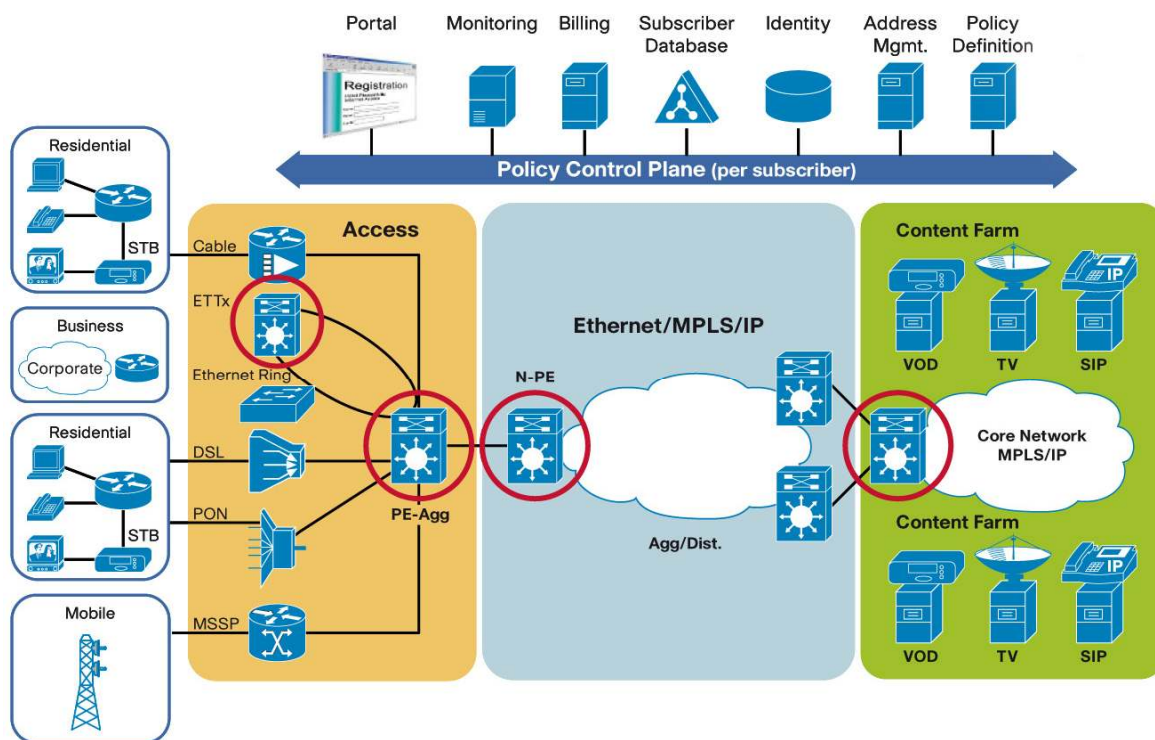 Portal
Monitoring
Billing
Subscriber
Database
Identity
Address
Mgmt.
Policy
Definition
Registration
Policy Control Plane (per subscriber)
Residential
STB
Business
Corporate
Residential
STB
Mobile
Access
Cable
ETTx
Ethernet Ring
DSL
PON
MSSP
PE-Agg
Ethernet/MPLS/IP
N-PE
Agg/Dist.
Content Farm
IP
VOD
TV
SIP
Core Network
MPLS/IP
Content Farm
IP
VOD
TV
SIP